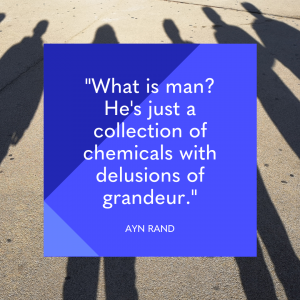 "What is man?
He's just a
collection of
chemicals with
delusions of
grandeur."
AYN RAND